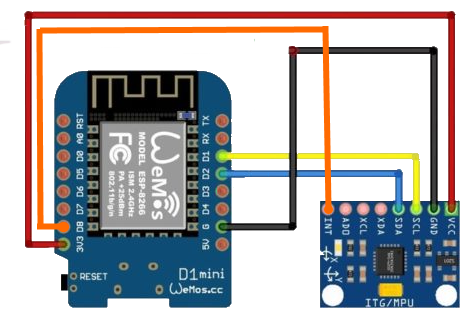 RST
A0
D0
D5
D6
D7
D8
3V3
TX
RX
D1
D2
D3
D4
G
5V
WeMos
MODEL ESP-8266
ISM 2.4GHz
PA +25dBm
802.11b/g/n
FC
RESET
D1 mini
WeMos.cc
INT
ADD
XCL
XDA
SDA
SCL
GND
VCC
X
Y
ITG/MPU